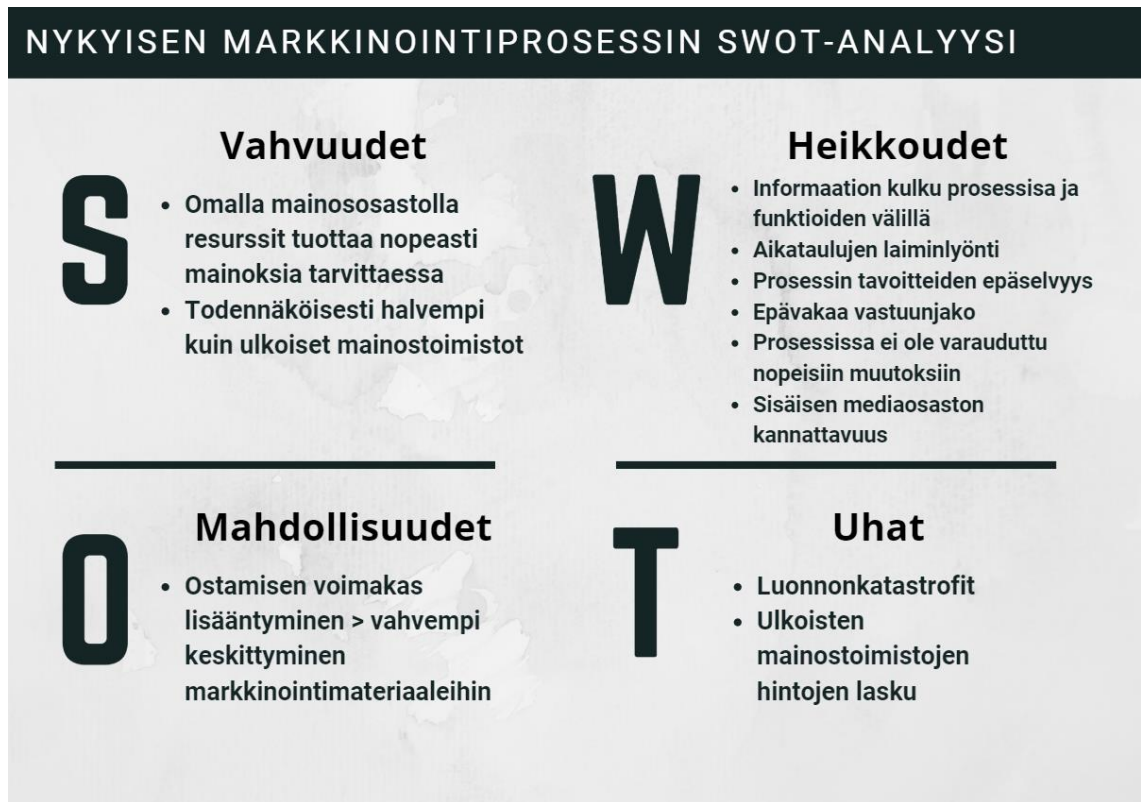 NYKYISEN MARKKINOINTIPROSESSIN SWOT-ANALYYSI
S
Vahvuudet
• Omalla mainososastolla
resurssit tuottaa nopeasti
mainoksia tarvittaessa
• Todennäköisesti halvempi
kuin ulkoiset mainostoimistot
W
Heikkoudet
• Informaation kulku prosessisa ja
funktioiden välillä
• Aikataulujen laiminlyönti
• Prosessin tavoitteiden epäselvyys
• Epävakaa vastuunjako
• Prosessissa ei ole varauduttu
nopeisiin muutoksiin
• Sisäisen mediaosaston
kannattavuus
O
Mahdollisuudet
• Ostamisen voimakas
lisääntyminen > vahvempi
keskittyminen
markkinointimateriaaleihin
T
Uhat
• Luonnonkatastrofit
• Ulkoisten
mainostoimistojen
hintojen lasku